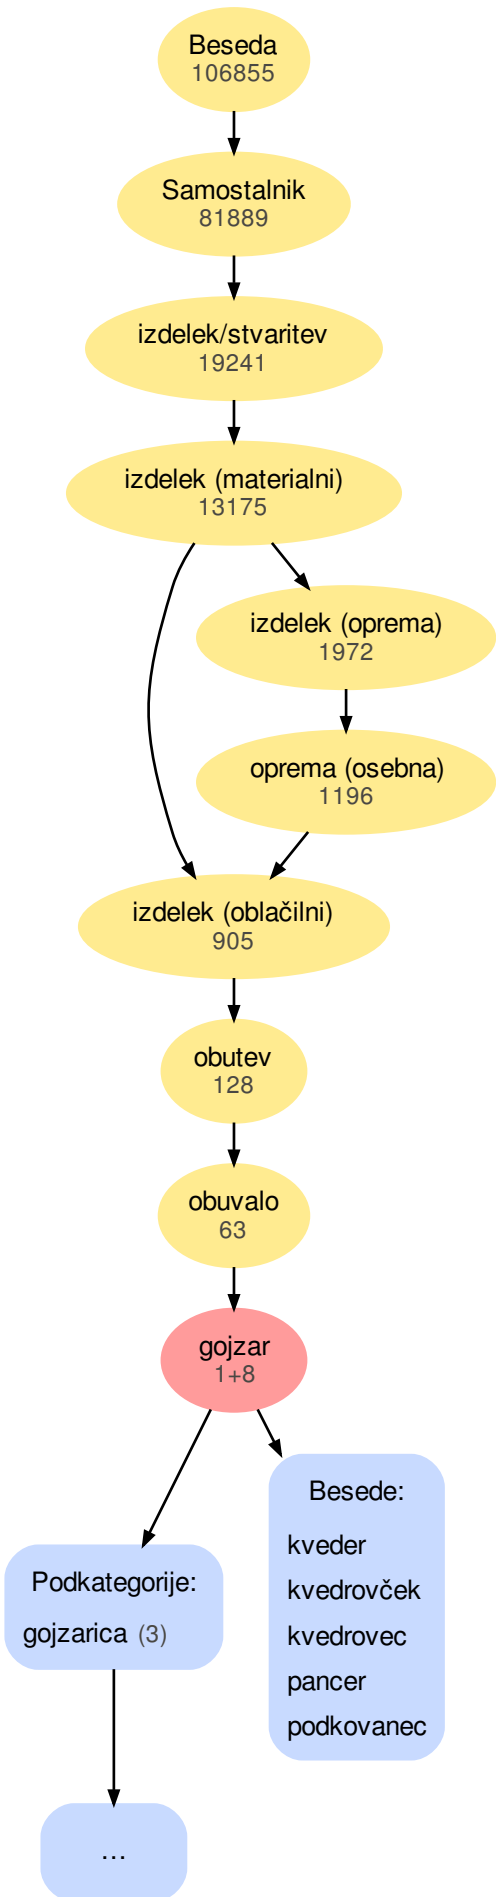 Beseda
106855
Samostalnik
81889
izdelek/stvaritev
19241
izdelek (materialni)
13175
izdelek (oprema)
1972
oprema (osebna)
1196
izdelek (oblačilni)
905
obutev
128
obuvalo
63
gojzar
1+8
Besede:
kveder
kvedrovček
kvedrovec
pancer
podkovanec
Podkategorije:
gojzarica (3)
...